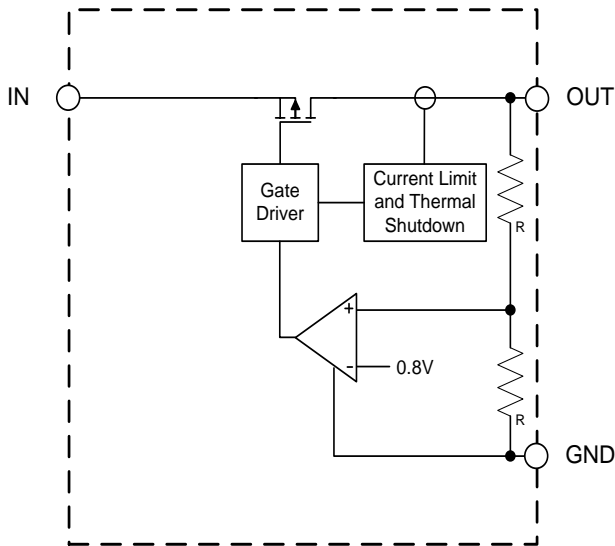 IN
OUT
Gate
Driver
Current Limit
and Thermal
Shutdown
R
+
-
0.8V
R
GND